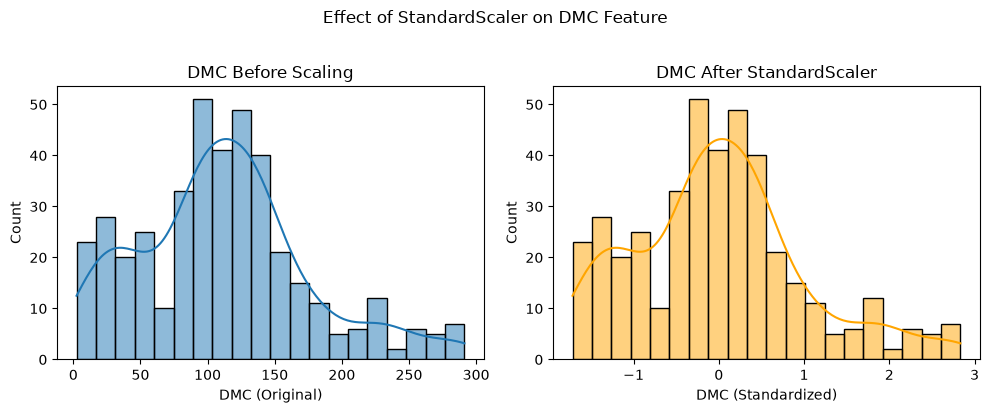 Effect of StandardScaler on DMC Feature
DMC Before Scaling
50
40
30
20
10
0
Count
0 50 100 150 200 250 300
DMC (Original)
DMC After StandardScaler
50
40
30
20
10
0
Count
−1 0 1 2 3
DMC (Standardized)